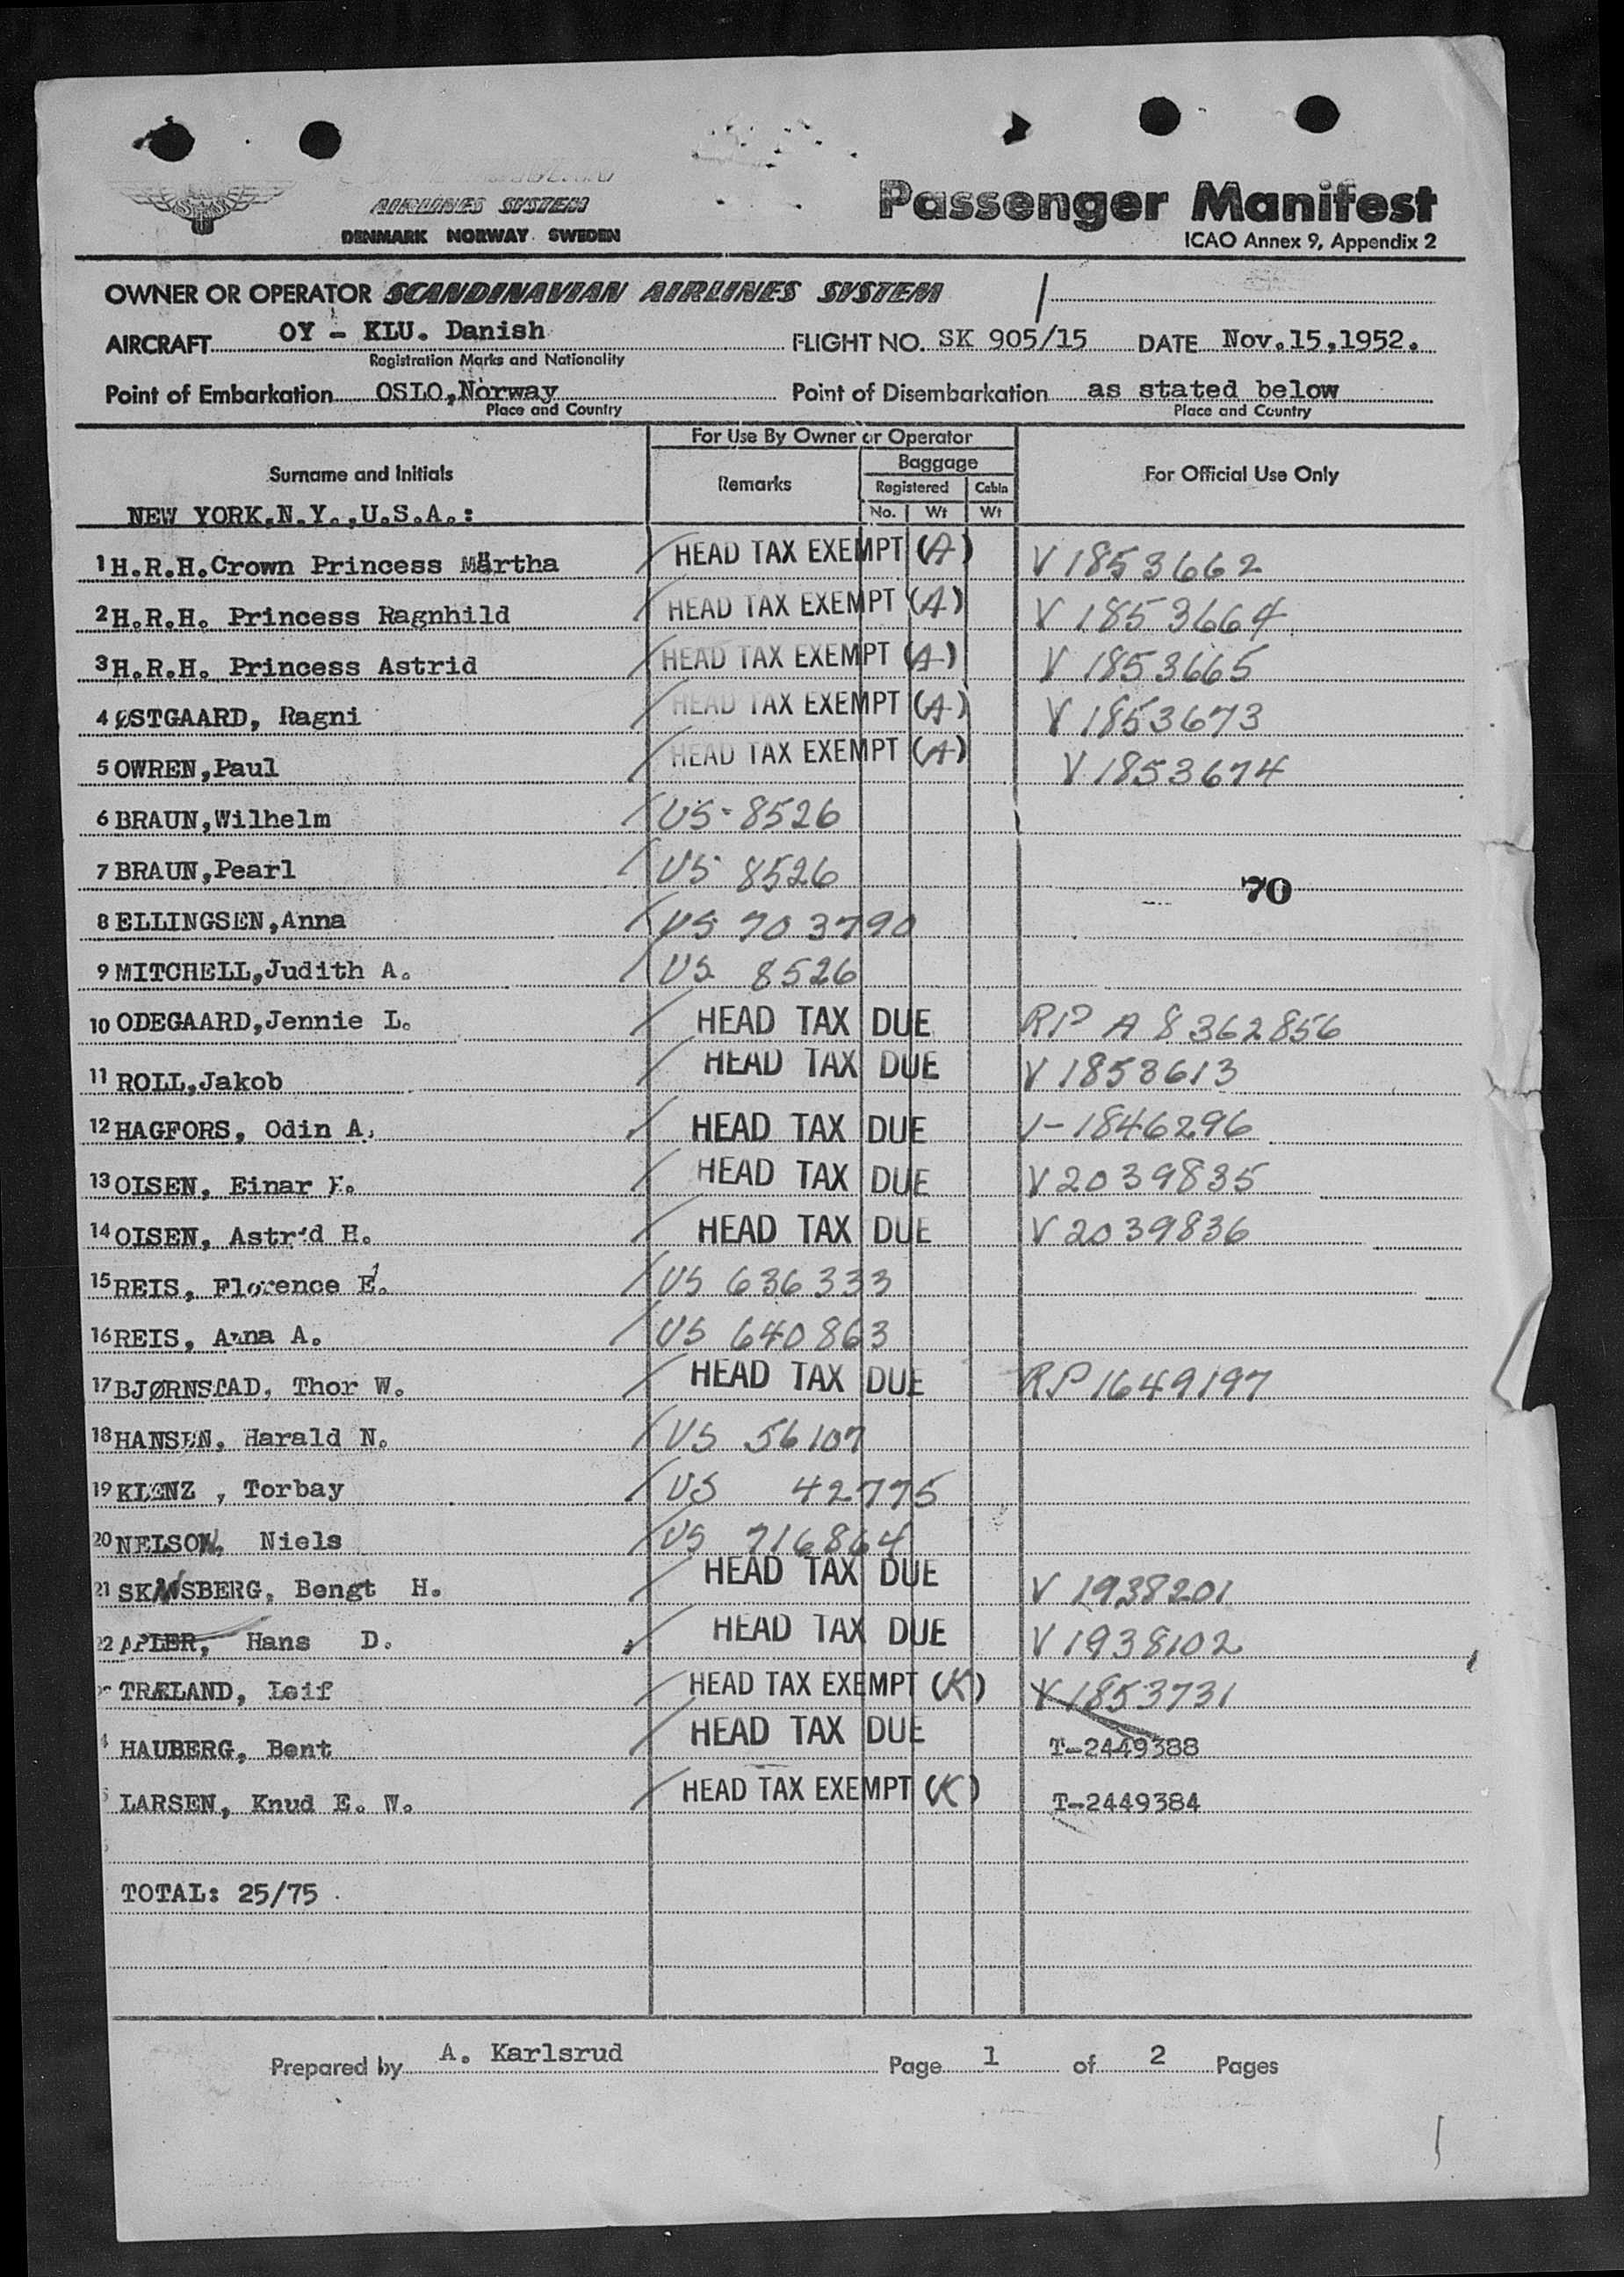 AIRLINES SYSTEM
DENMARK NORWAY SWEDEN
Passenger Manifest
ICAO Annex 9, Appendix 2
OWNER OR OPERATOR SCANDINAVIAN AIRLINES SYSTEM
AIRCRAFT OY - KLU. Danish FLIGHT NO. SK 905/15 DATE Nov.15,1952.
Registration Marks and Nationality
Point of Embarkation OSLO,Norway Point of Disembarkation as stated below
Place and Country Place and Country
For Use By Owner or Operator
Surname and Initials Remarks Baggage For Official Use Only
Registered Cabin
No. Wt Wt
NEW YORK,N.Y.,U.S.A.:
1 H.R.H.Crown Princess Märtha HEAD TAX EXEMPT (A) V 1853662
2 H.R.H. Princess Ragnhild HEAD TAX EXEMPT (A) V 1853664
3 H.R.H. Princess Astrid HEAD TAX EXEMPT (A) V 1853665
4 ØSTGAARD, Ragni HEAD TAX EXEMPT (A) V 1853673
5 OWREN,Paul HEAD TAX EXEMPT (A) V 1853674
6 BRAUN,Wilhelm US-8526
7 BRAUN,Pearl US 8526
70
8 ELLINGSEN,Anna US 703790
9 MITCHELL,Judith A. US 8526
10 ODEGAARD,Jennie L. HEAD TAX DUE RP A 8362856
11 ROLL,Jakob HEAD TAX DUE V 1853613
12 HAGFORS, Odin A. HEAD TAX DUE V-1846296
13 OLSEN, Einar HEAD TAX DUE V 2039835
14 OLSEN, Astrid H. HEAD TAX DUE V 2039836
15 REIS, Florence E. US 636333
16 REIS, Anna A. US 640863
17 BJØRNSTAD, Thor W. HEAD TAX DUE RP 1649197
18 HANSEN, Harald N. US 56107
19 KLENZ , Torbay US 42775
20 NELSON, Niels US 716864
21 SKANSBERG, Bengt H. HEAD TAX DUE V 1938201
22 APLER, Hans D. HEAD TAX DUE V 1938102
TRÆLAND, Leif HEAD TAX EXEMPT (K) V 1853731
HAUBERG, Bent HEAD TAX DUE T-2449388
LARSEN, Knud E. W. HEAD TAX EXEMPT (K) T-2449384
TOTAL: 25/75
Prepared by A. Karlsrud Page 1 of 2 Pages